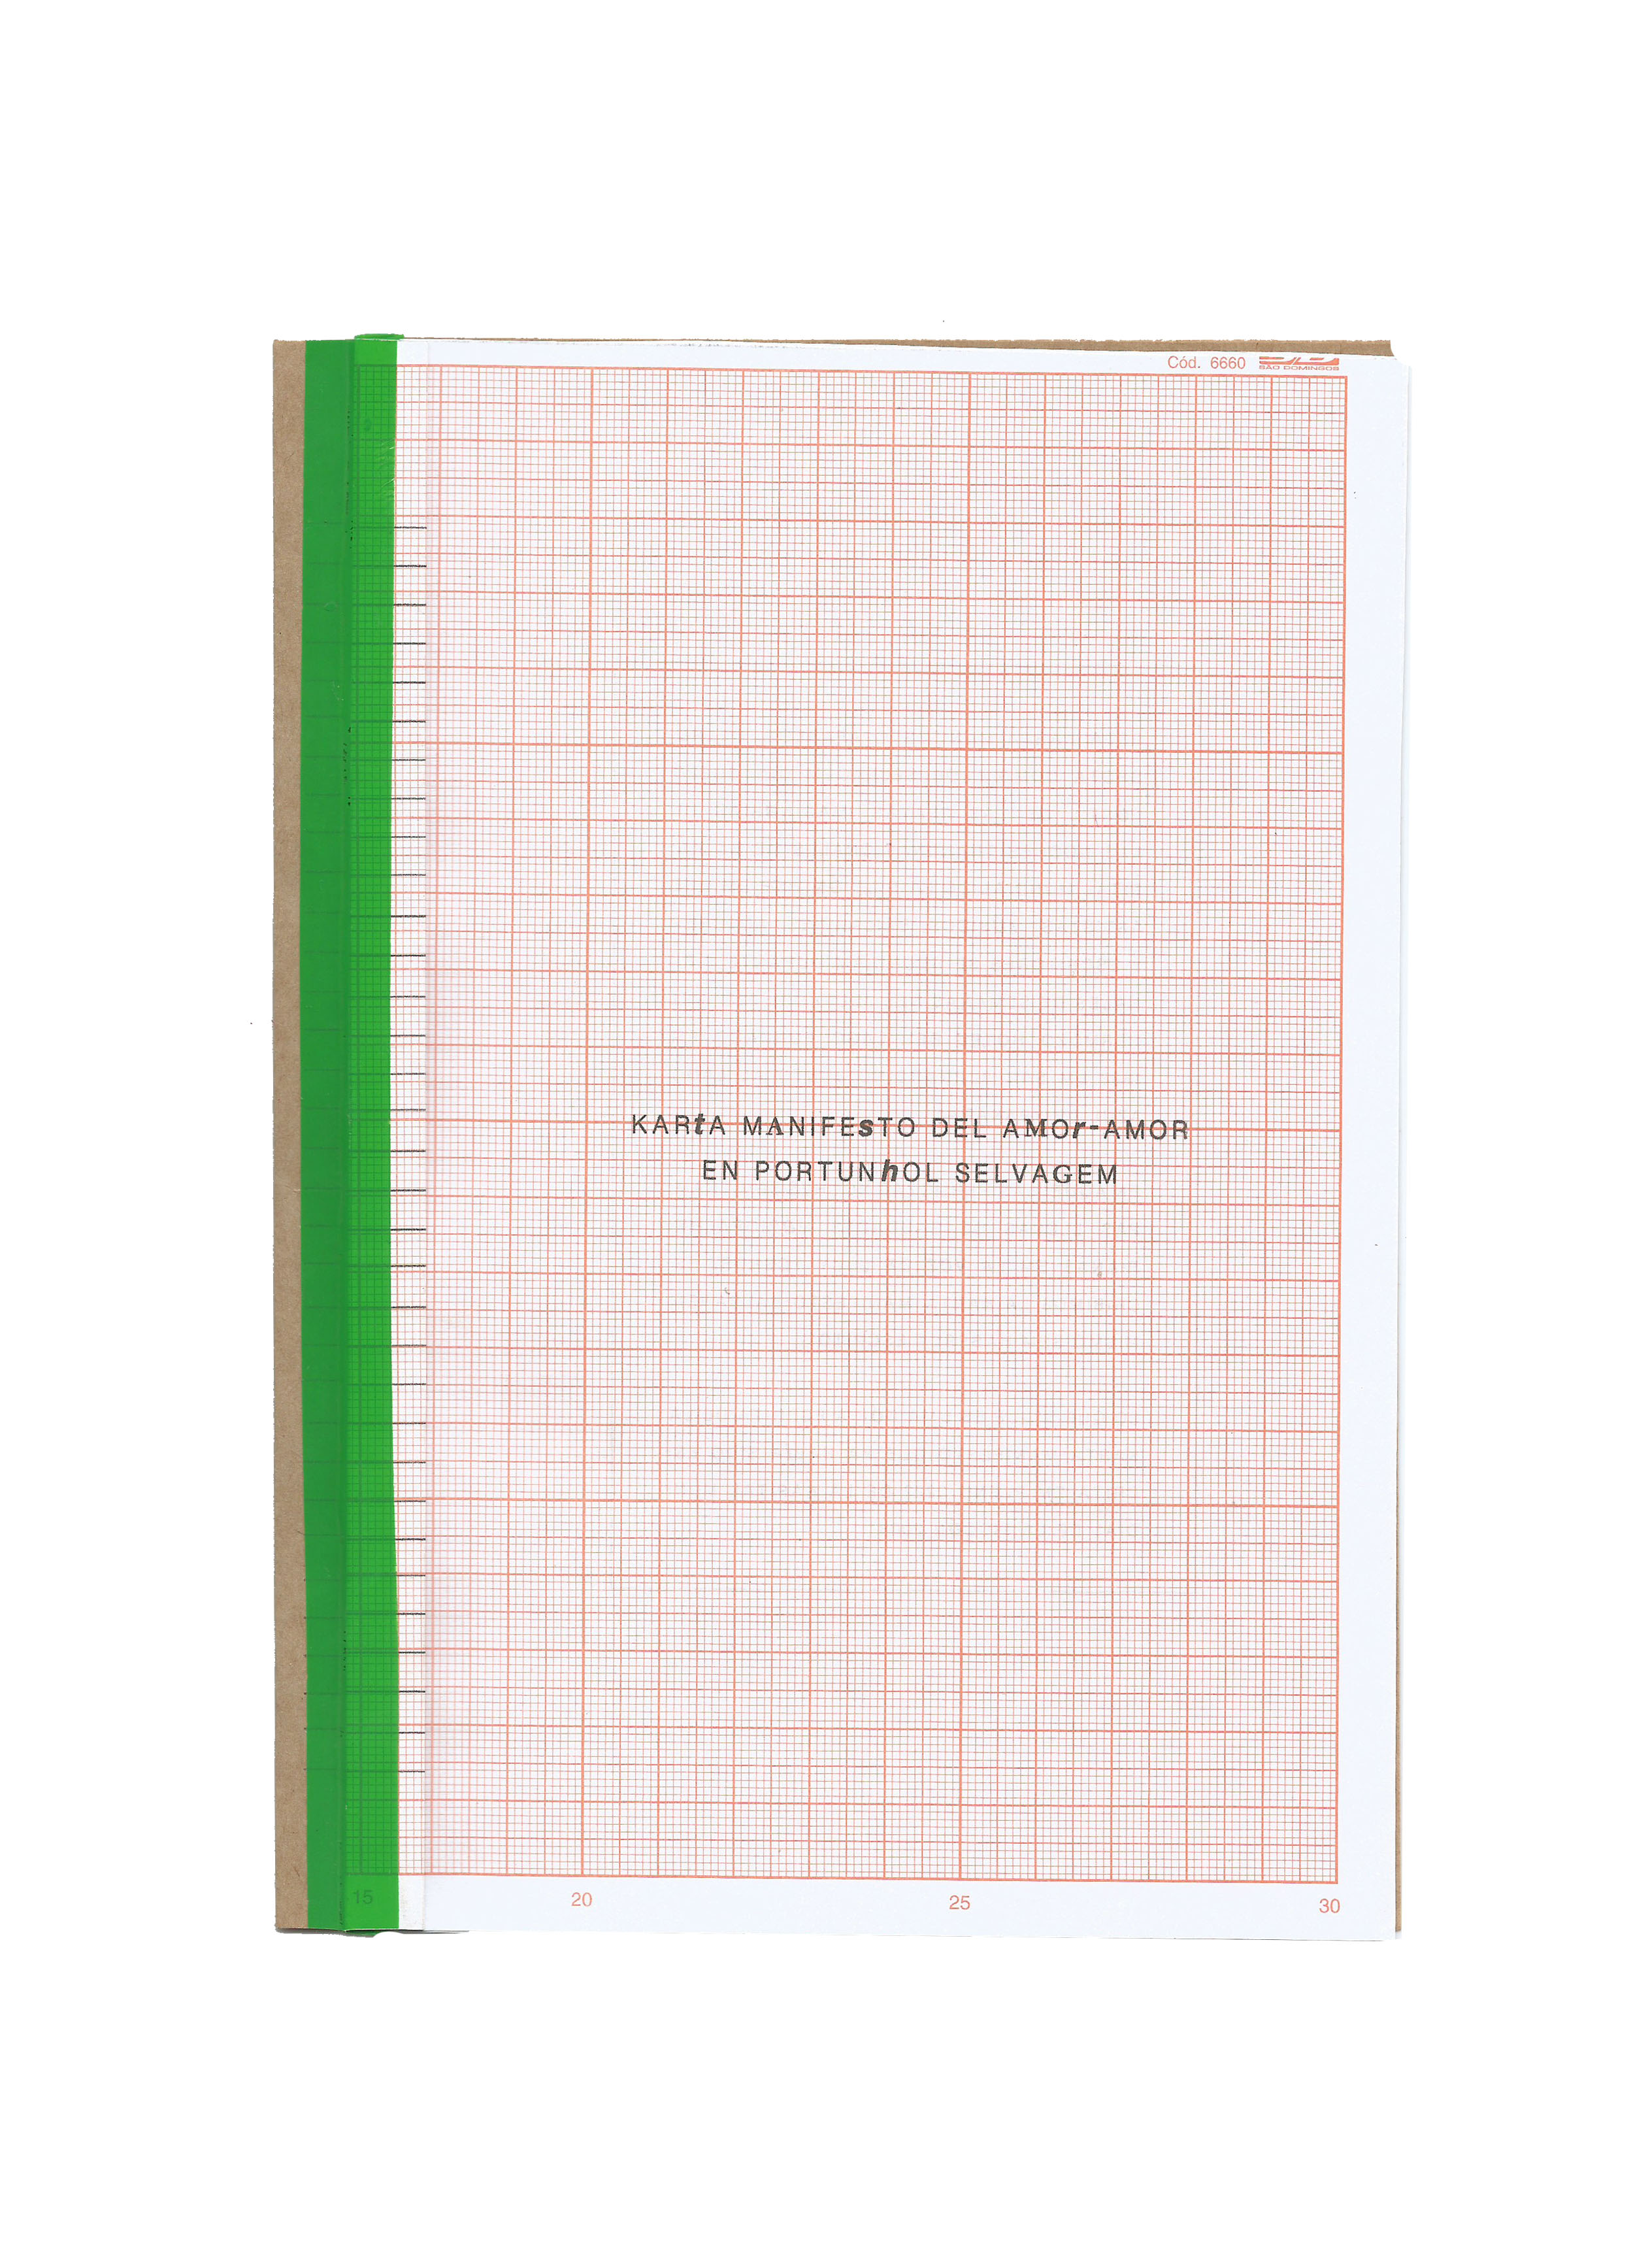 Cód. 6660 SÃO DOMINGOS
KARtA MANIFEsTO DEL AMOr-AMOR
EN PORTUNhOL SELVAGEM
15 20 25 30